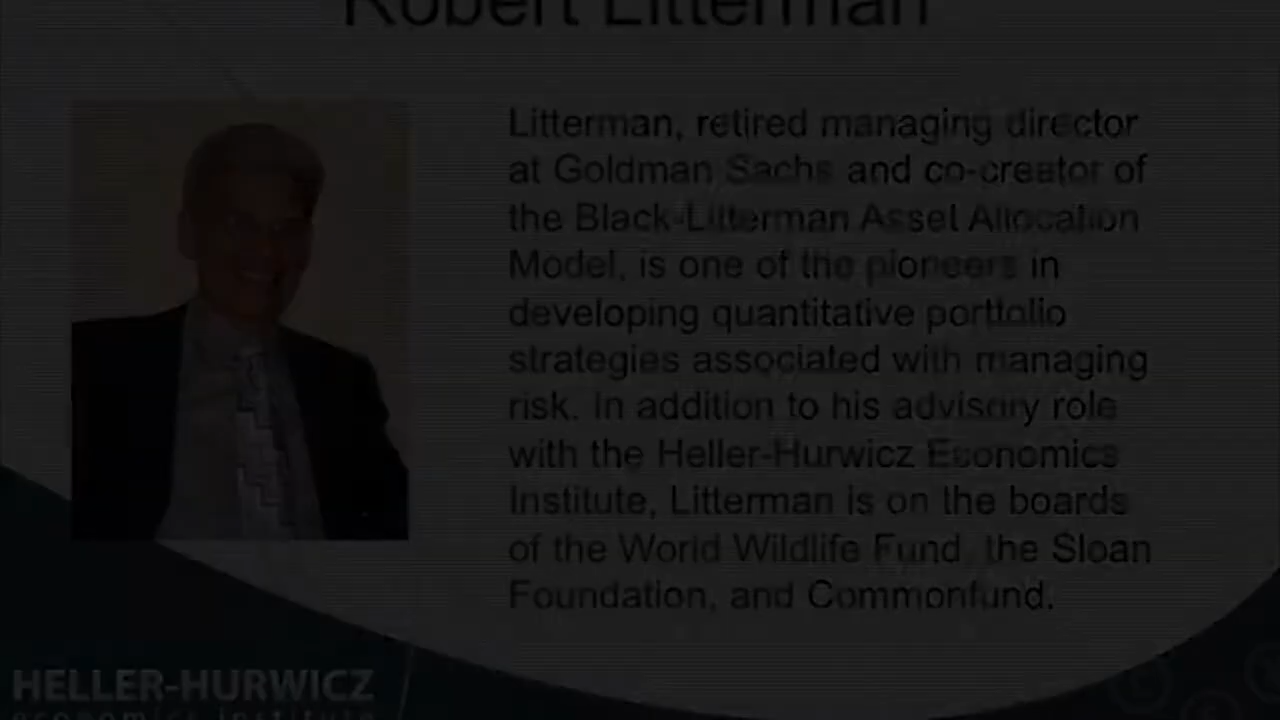 Robert Litterman
Litterman, retired managing director
at Goldman Sachs and co-creator of
the Black-Litterman Asset Allocation
Model, is one of the pioneers in
developing quantitative portfolio
strategies associated with managing
risk. In addition to his advisory role
with the Heller-Hurwicz Economics
Institute, Litterman is on the boards
of the World Wildlife Fund, the Sloan
Foundation, and Commonfund.
HELLER-HURWICZ
economics institute